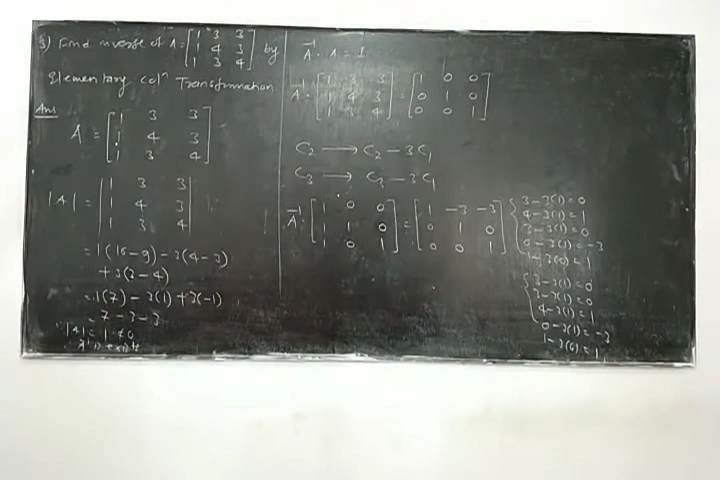 3) Find inverse of A = [1 3 3
1 4 3
1 3 4] by
Elementary colⁿ Transformation
Ans
A = [1 3 3
1 4 3
1 3 4]
|A| = |1 3 3
1 4 3
1 3 4|
= 1(16-9) - 3(4-3)
+ 3(3-4)
= 1(7) - 3(1) + 3(-1)
= 7 - 3 - 3
|A| = 1 ≠ 0
A⁻¹ is exists
A⁻¹. A = I
A⁻¹ [1 3 3
1 4 3
1 3 4] = [1 0 0
0 1 0
0 0 1]
C₂ → C₂ - 3C₁
C₃ → C₃ - 3C₁
A⁻¹ [1 0 0
1 1 0
1 0 1] = [1 -3 -3
0 1 0
0 0 1]
3-3(1)=0
4-3(1)=1
3-3(1)=0
0-3(1)=-3
1-3(0)=1
3-3(1)=0
3-3(1)=0
4-3(1)=1
0-3(1)=-3
1-3(0)=1